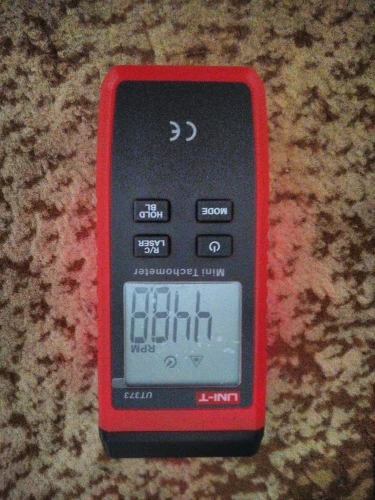 UNI-T UT373
RPM
Mini Tachometer
R/C
LASER
MODE
HOLD
BL
CE